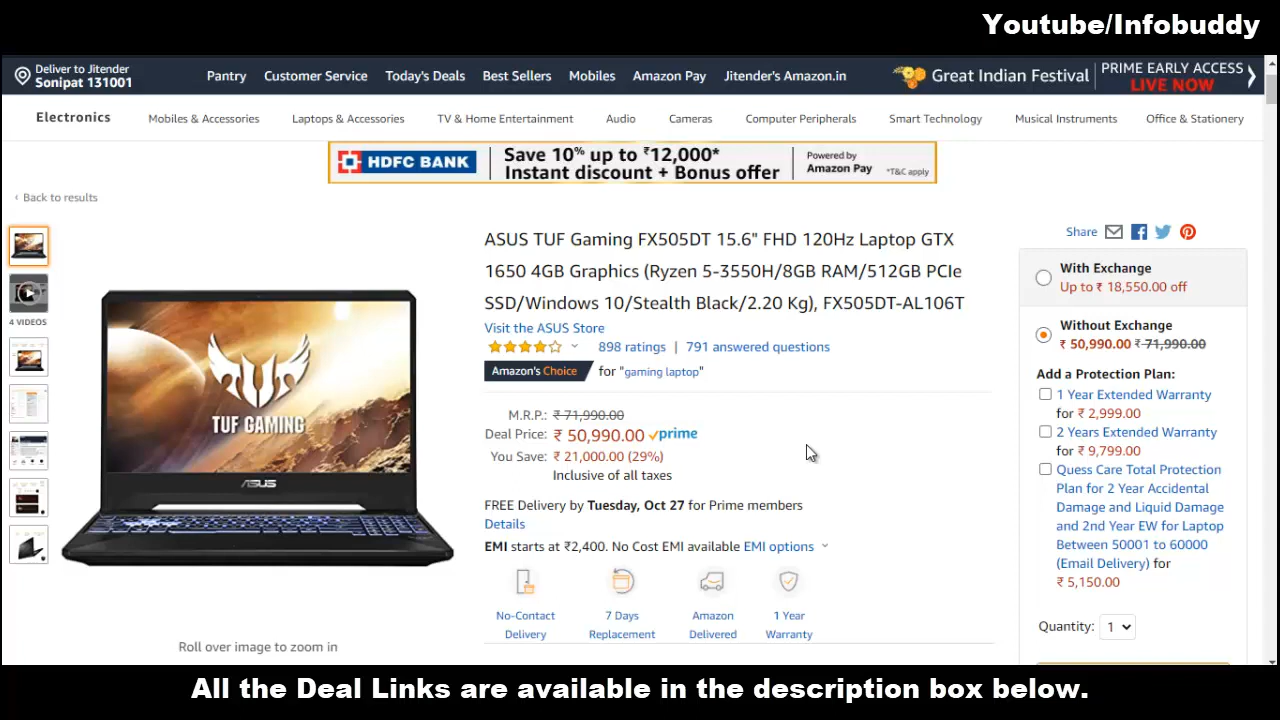 Youtube/Infobuddy
Deliver to Jitender
Sonipat 131001
Pantry Customer Service Today's Deals Best Sellers Mobiles Amazon Pay Jitender's Amazon.in
Great Indian Festival
PRIME EARLY ACCESS
LIVE NOW
Electronics Mobiles & Accessories Laptops & Accessories TV & Home Entertainment Audio Cameras Computer Peripherals Smart Technology Musical Instruments Office & Stationery
HDFC BANK
Save 10% up to ₹12,000*
Instant discount + Bonus offer
Powered by
Amazon Pay
*T&C apply
‹ Back to results
4 VIDEOS
TUF GAMING
ASUS
Roll over image to zoom in
ASUS TUF Gaming FX505DT 15.6" FHD 120Hz Laptop GTX
1650 4GB Graphics (Ryzen 5-3550H/8GB RAM/512GB PCIe
SSD/Windows 10/Stealth Black/2.20 Kg), FX505DT-AL106T
Visit the ASUS Store
898 ratings | 791 answered questions
Amazon's Choice for "gaming laptop"
M.R.P.: ₹ 71,990.00
Deal Price: ₹ 50,990.00 prime
You Save: ₹ 21,000.00 (29%)
Inclusive of all taxes
FREE Delivery by Tuesday, Oct 27 for Prime members
Details
EMI starts at ₹2,400. No Cost EMI available EMI options
No-Contact Delivery
7 Days Replacement
Amazon Delivered
1 Year Warranty
Share
With Exchange
Up to ₹ 18,550.00 off
Without Exchange
₹ 50,990.00 ₹ 71,990.00
Add a Protection Plan:
1 Year Extended Warranty
for ₹ 2,999.00
2 Years Extended Warranty
for ₹ 9,799.00
Quess Care Total Protection
Plan for 2 Year Accidental
Damage and Liquid Damage
and 2nd Year EW for Laptop
Between 50001 to 60000
(Email Delivery) for
₹ 5,150.00
Quantity: 1
All the Deal Links are available in the description box below.